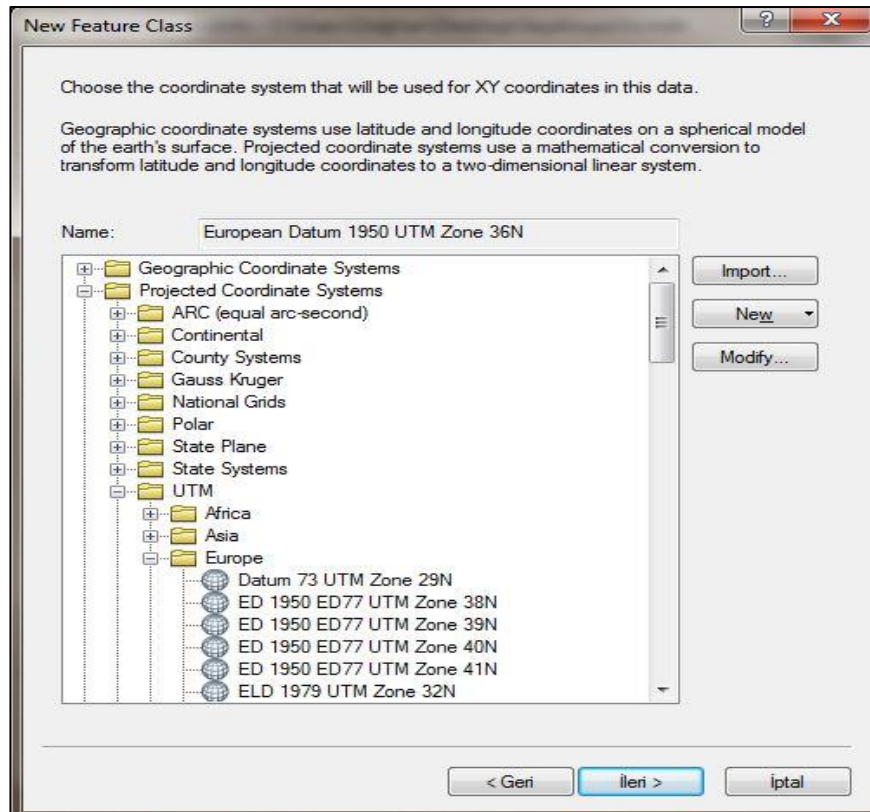 New Feature Class
Choose the coordinate system that will be used for XY coordinates in this data.
Geographic coordinate systems use latitude and longitude coordinates on a spherical model
of the earth's surface. Projected coordinate systems use a mathematical conversion to
transform latitude and longitude coordinates to a two-dimensional linear system.
Name: European Datum 1950 UTM Zone 36N
Geographic Coordinate Systems
Projected Coordinate Systems
ARC (equal arc-second)
Continental
County Systems
Gauss Kruger
National Grids
Polar
State Plane
State Systems
UTM
Africa
Asia
Europe
Datum 73 UTM Zone 29N
ED 1950 ED77 UTM Zone 38N
ED 1950 ED77 UTM Zone 39N
ED 1950 ED77 UTM Zone 40N
ED 1950 ED77 UTM Zone 41N
ELD 1979 UTM Zone 32N
Import...
New
Modify...
< Geri
İleri >
İptal